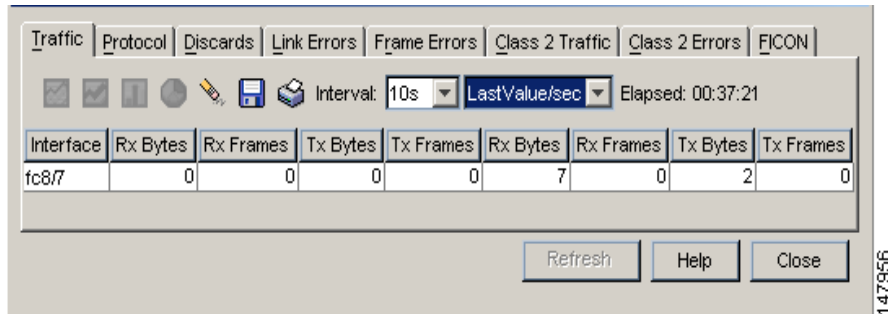 Traffic Protocol Discards Link Errors Frame Errors Class 2 Traffic Class 2 Errors FICON
Interval: 10s LastValue/sec Elapsed: 00:37:21
Interface Rx Bytes Rx Frames Tx Bytes Tx Frames Rx Bytes Rx Frames Tx Bytes Tx Frames
fc8/7 0 0 0 0 7 0 2 0
Refresh Help Close
147956